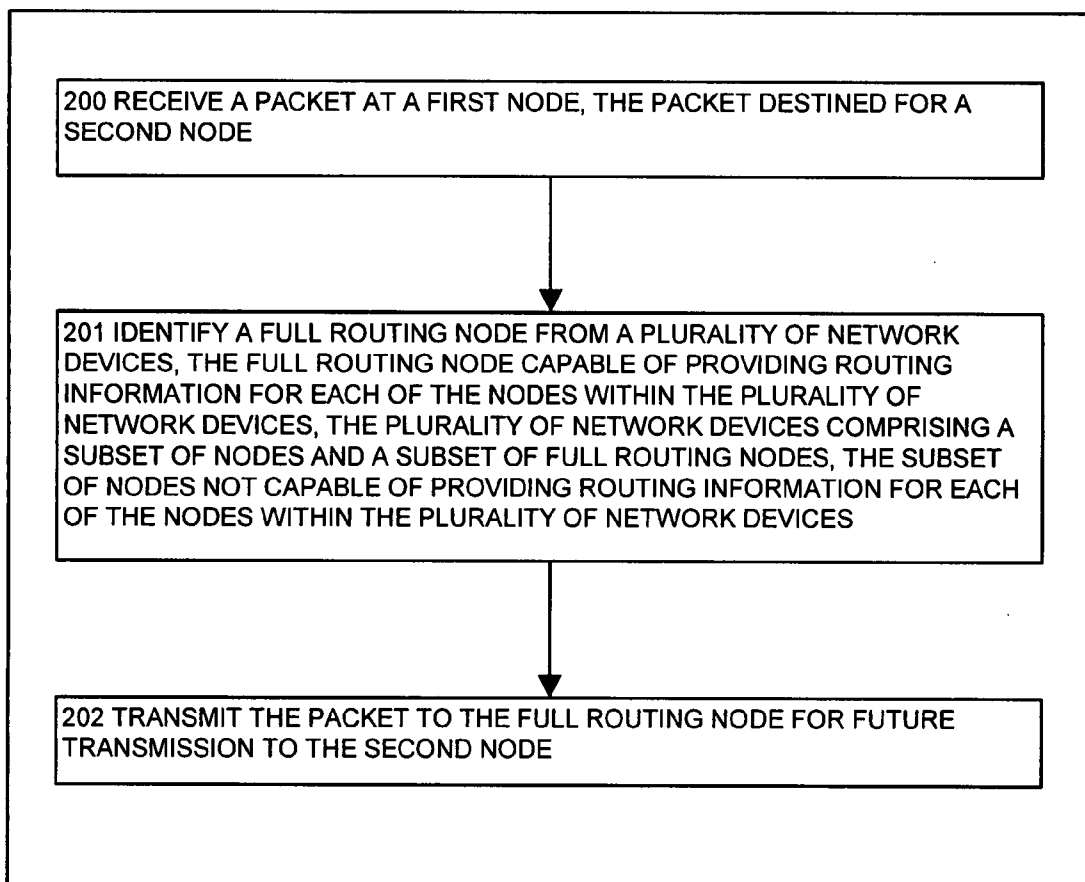 200 RECEIVE A PACKET AT A FIRST NODE, THE PACKET DESTINED FOR A
SECOND NODE
201 IDENTIFY A FULL ROUTING NODE FROM A PLURALITY OF NETWORK
DEVICES, THE FULL ROUTING NODE CAPABLE OF PROVIDING ROUTING
INFORMATION FOR EACH OF THE NODES WITHIN THE PLURALITY OF
NETWORK DEVICES, THE PLURALITY OF NETWORK DEVICES COMPRISING A
SUBSET OF NODES AND A SUBSET OF FULL ROUTING NODES, THE SUBSET
OF NODES NOT CAPABLE OF PROVIDING ROUTING INFORMATION FOR EACH
OF THE NODES WITHIN THE PLURALITY OF NETWORK DEVICES
202 TRANSMIT THE PACKET TO THE FULL ROUTING NODE FOR FUTURE
TRANSMISSION TO THE SECOND NODE